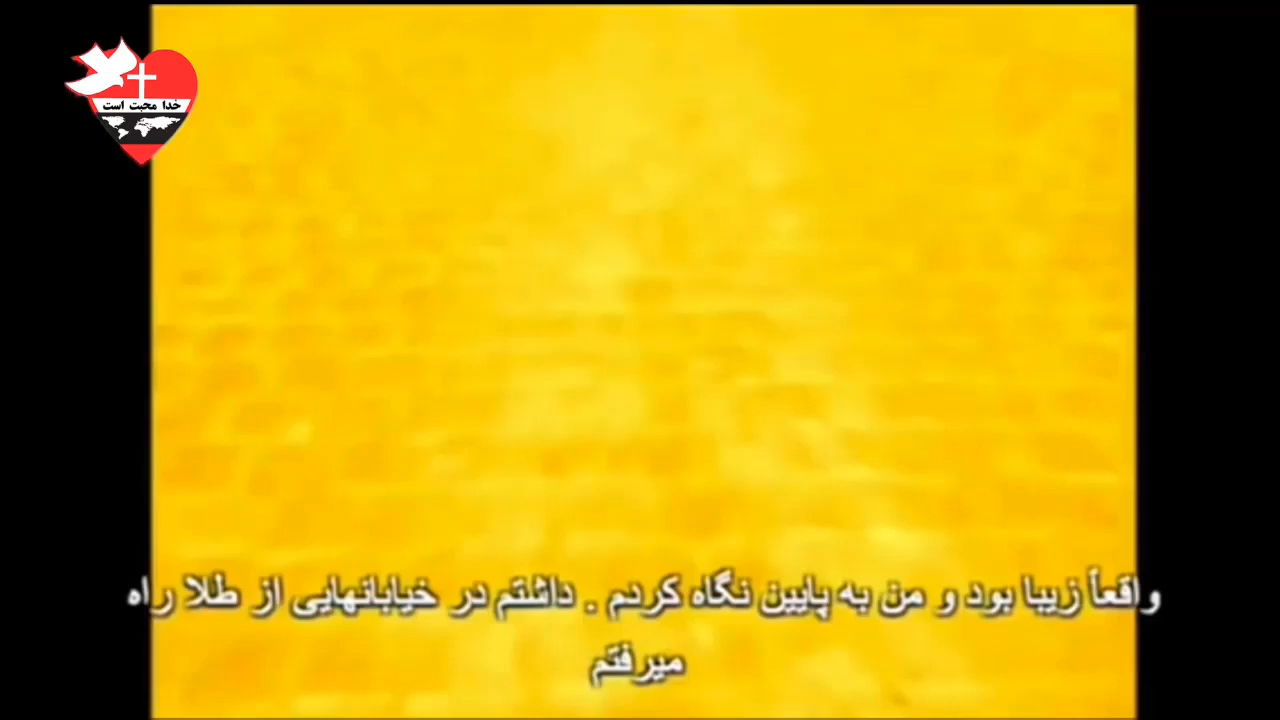 خدا محبت است
واقعاً زیبا بود و من به پایین نگاه کردم . داشتم در خیابانهایی از طلا راه
میرفتم